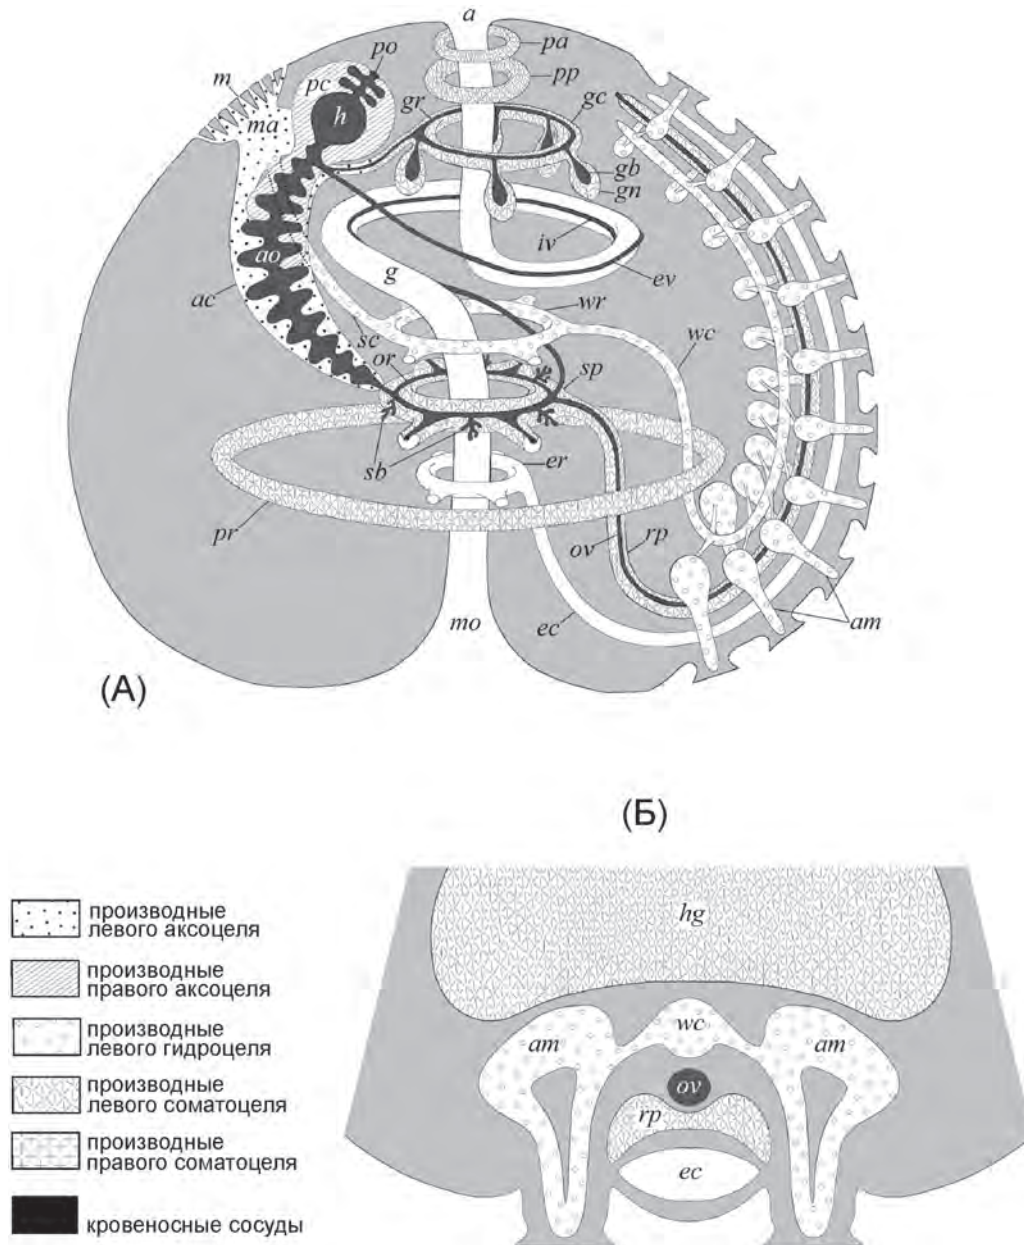 a
po
pa
m
pc
pp
gr
gc
ma
h
gb
gn
iv
ao
g
ev
ac
wr
sc
wc
or
sp
sb
er
pr
ov
rp
mo
ec
am
(А)
(Б)
hg
wc
am
am
ov
rp
ec
производные
левого аксоцеля
производные
правого аксоцеля
производные
левого гидроцеля
производные
левого соматоцеля
производные
правого соматоцеля
кровеносные сосуды